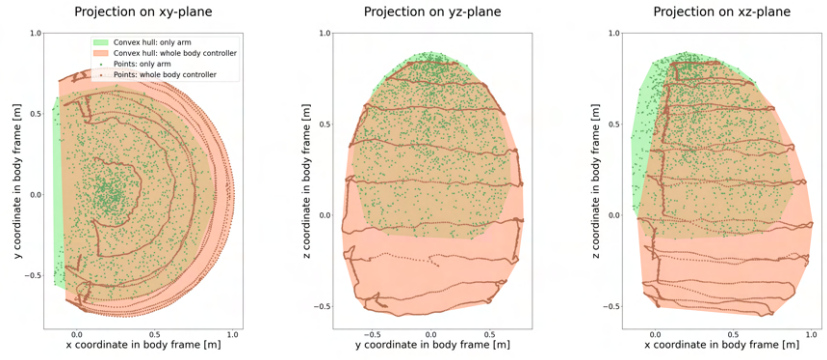 Projection on xy-plane
Projection on yz-plane
Projection on xz-plane
1.0
0.5
0.0
−0.5
Convex hull: only arm
Convex hull: whole body controller
Points: only arm
Points: whole body controller
0.0
0.5
1.0
x coordinate in body frame [m]
y coordinate in body frame [m]
1.0
0.5
0.0
−0.5
−0.5
0.0
0.5
y coordinate in body frame [m]
z coordinate in body frame [m]
1.0
0.5
0.0
−0.5
0.0
0.5
1.0
x coordinate in body frame [m]
z coordinate in body frame [m]